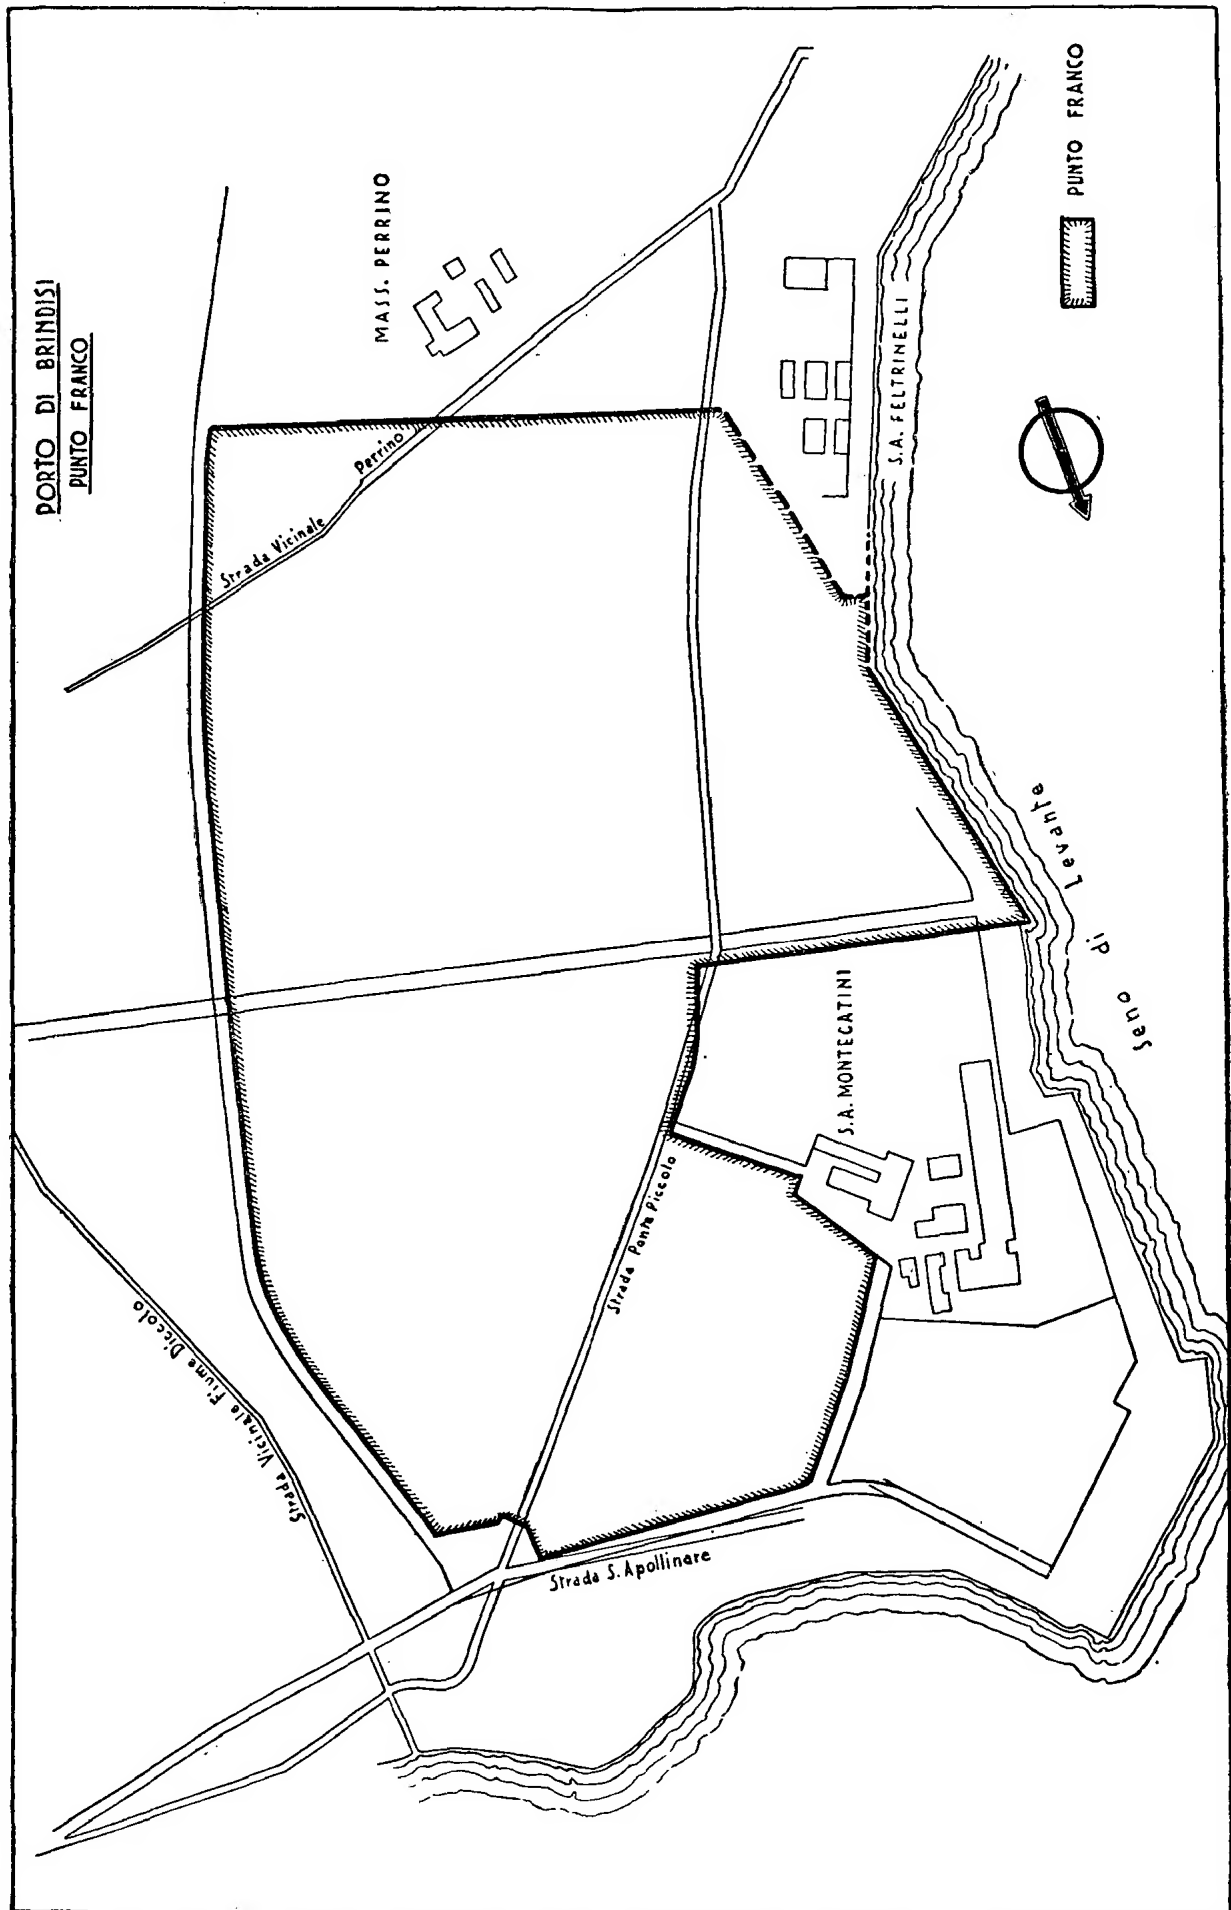 PORTO DI BRINDISI
PUNTO FRANCO
MASS. PERRINO
Strada Vicinale Perrino
S.A. FELTRINELLI
PUNTO FRANCO
Seno di Levante
S.A. MONTECATINI
Strada Ponte Piccolo
Strada Vicinale Fiume Piccolo
Strada S. Apollinare